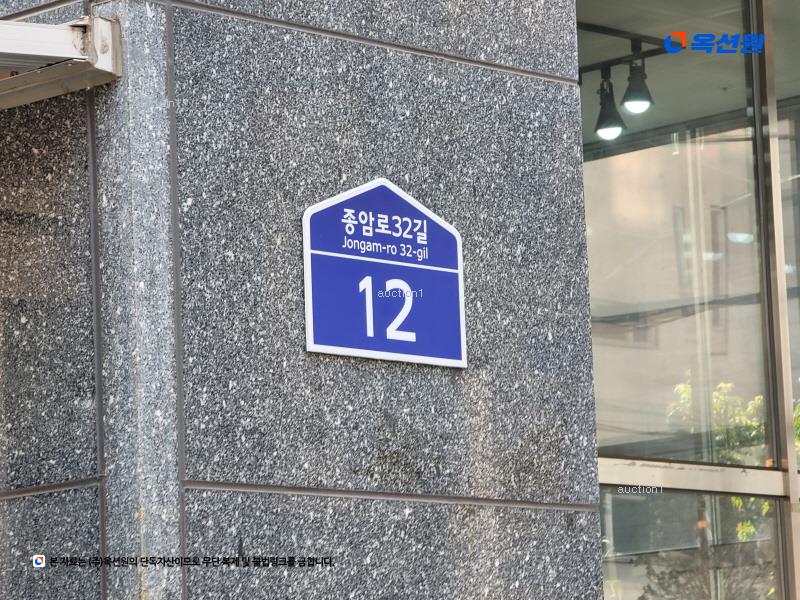 옥션원
종암로32길
Jongam-ro 32-gil
12
auction1
auction1
본 자료는 (주)옥션원의 단독자산이므로 무단 복제 및 불법링크를 금합니다.